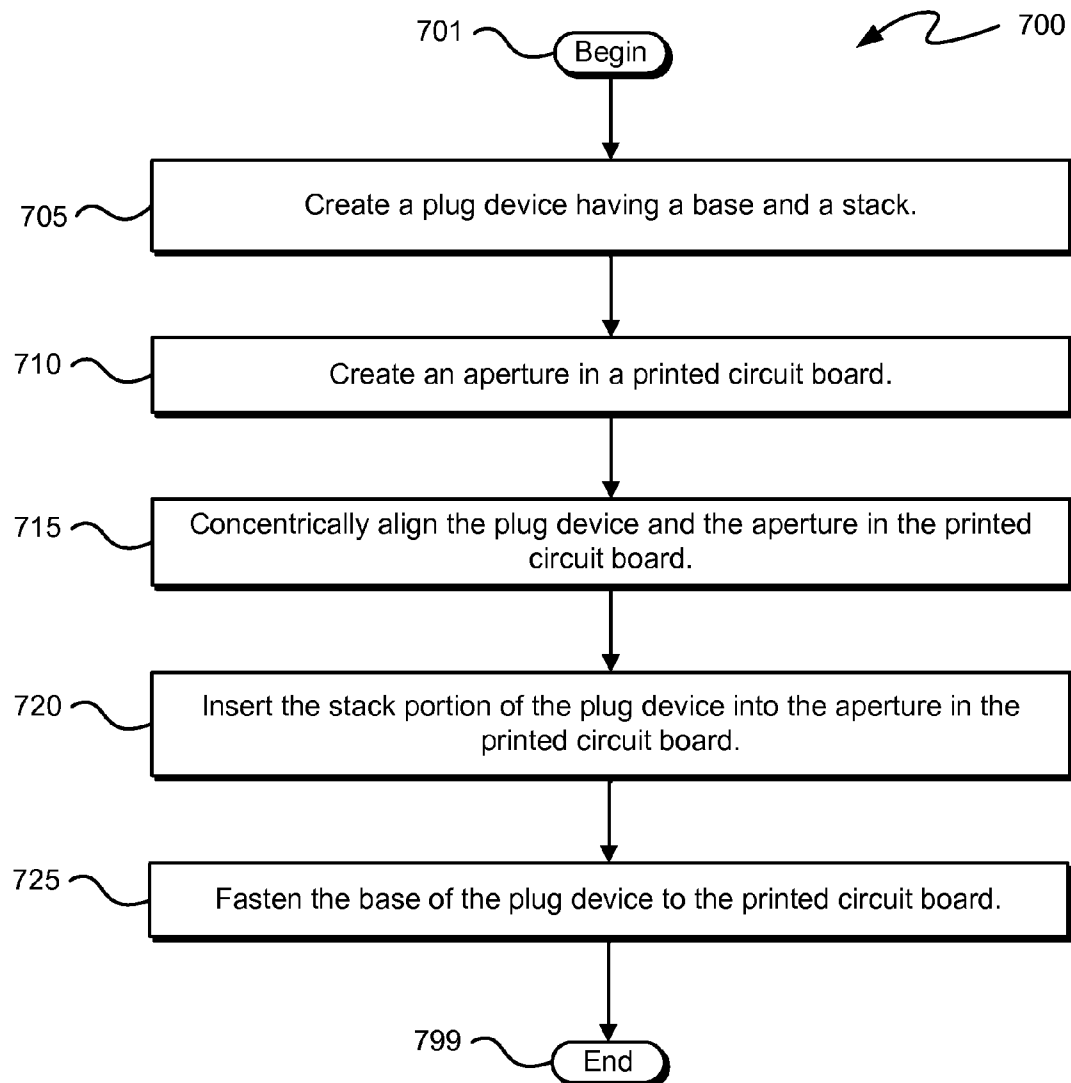 701
Begin
700
705
Create a plug device having a base and a stack.
710
Create an aperture in a printed circuit board.
715
Concentrically align the plug device and the aperture in the printed
circuit board.
720
Insert the stack portion of the plug device into the aperture in the
printed circuit board.
725
Fasten the base of the plug device to the printed circuit board.
799
End